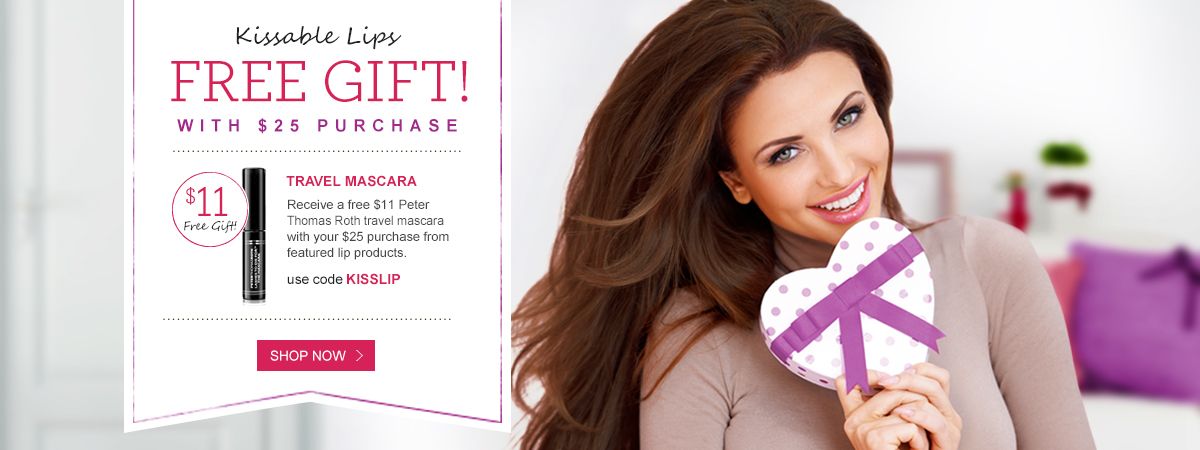 Kissable Lips
FREE GIFT!
WITH $25 PURCHASE
$11
Free Gift!
TRAVEL MASCARA
Receive a free $11 Peter
Thomas Roth travel mascara
with your $25 purchase from
featured lip products.
use code KISSLIP
SHOP NOW >